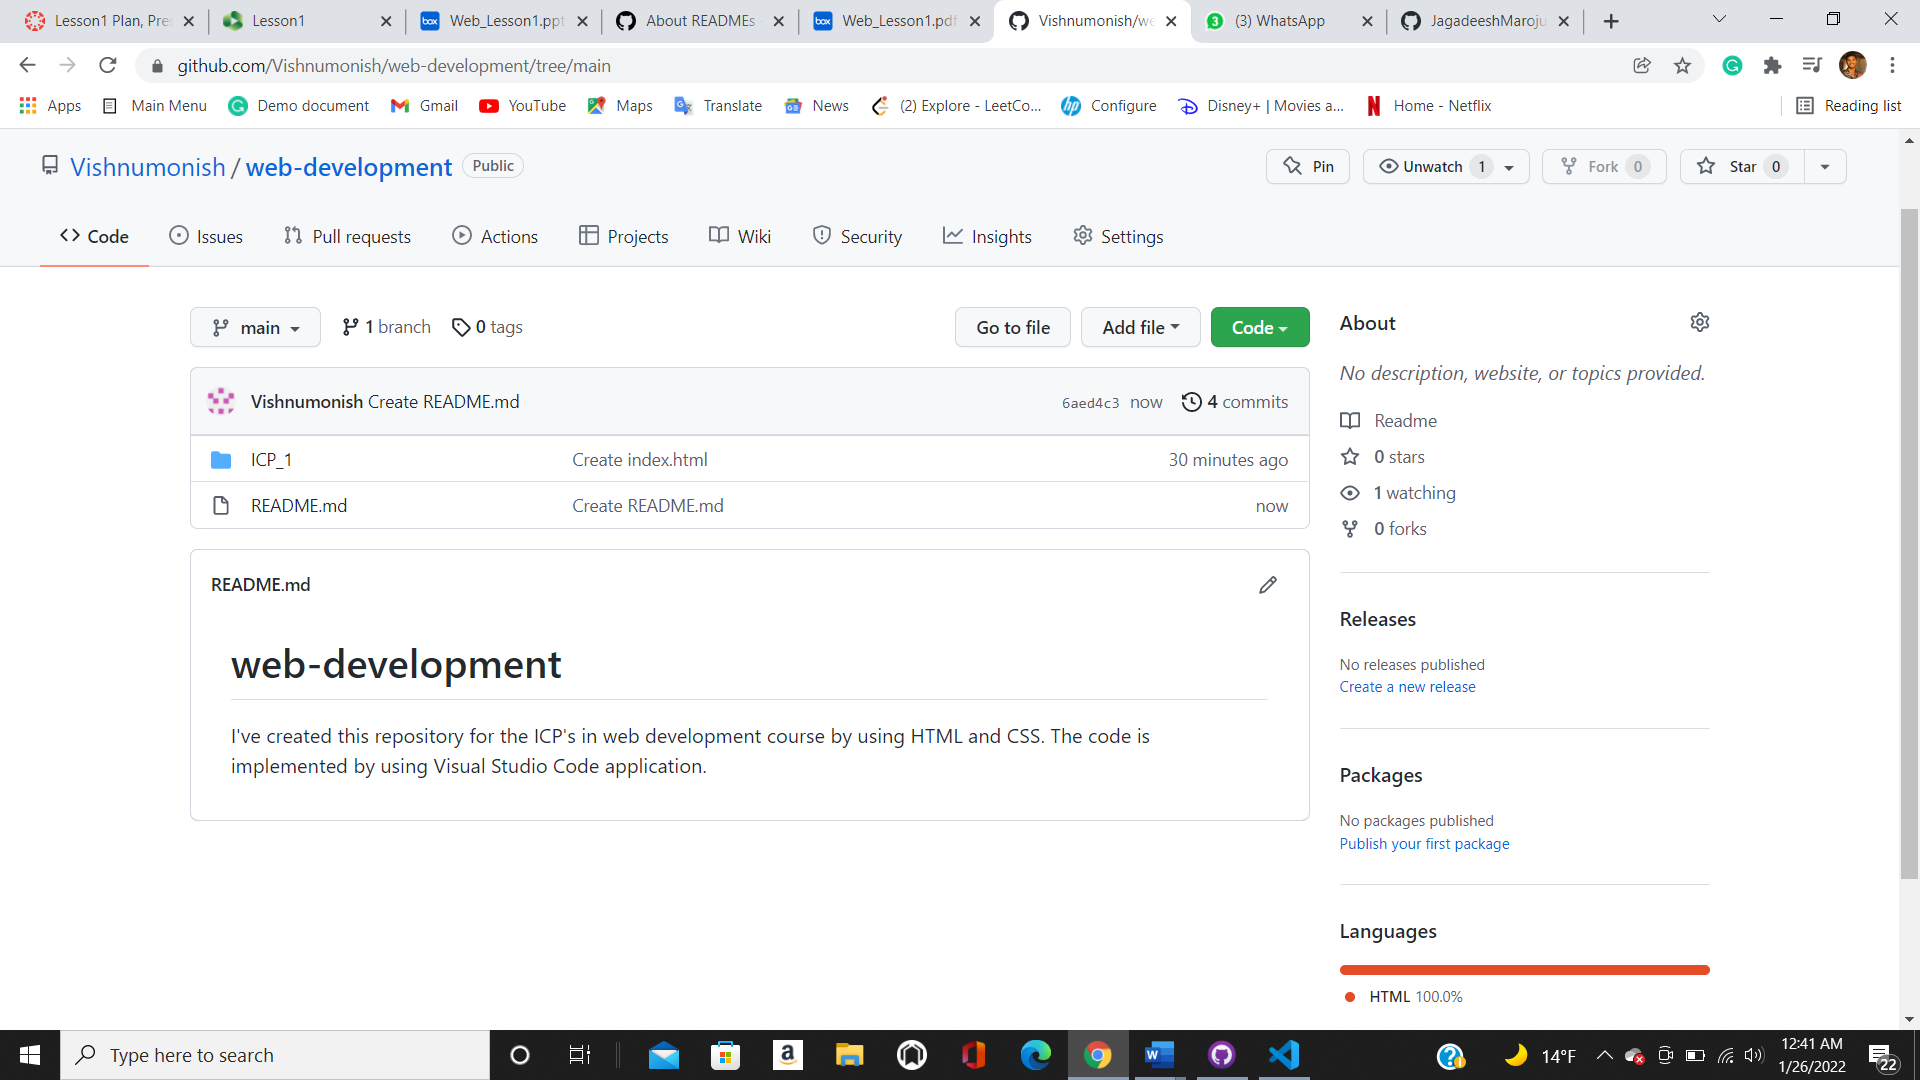 Lesson1 Plan, Pres
Lesson1
Web_Lesson1.ppt
About READMEs
Web_Lesson1.pdf
Vishnumonish/we
3
(3) WhatsApp
JagadeeshMaroju
github.com/Vishnumonish/web-development/tree/main
Apps
Main Menu
Demo document
Gmail
YouTube
Maps
Translate
News
(2) Explore - LeetCo...
Configure
Disney+ | Movies a...
Home - Netflix
Reading list
Vishnumonish / web-development Public
Pin
Unwatch 1
Fork 0
Star 0
Code
Issues
Pull requests
Actions
Projects
Wiki
Security
Insights
Settings
main
1 branch
0 tags
Go to file
Add file
Code
Vishnumonish Create README.md
6aed4c3 now
4 commits
ICP_1
Create index.html
30 minutes ago
README.md
Create README.md
now
README.md
web-development
I've created this repository for the ICP's in web development course by using HTML and CSS. The code is
implemented by using Visual Studio Code application.
About
No description, website, or topics provided.
Readme
0 stars
1 watching
0 forks
Releases
No releases published
Create a new release
Packages
No packages published
Publish your first package
Languages
HTML 100.0%
Type here to search
14°F
12:41 AM
1/26/2022
22